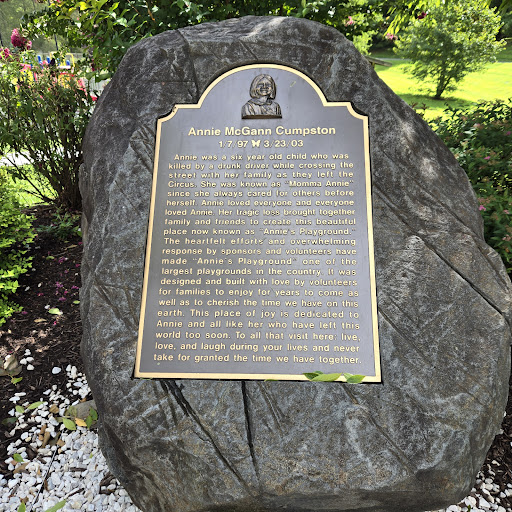 Annie McGann Cumpston
1·7·97 3·23·03
Annie was a six year old child who was
killed by a drunk driver while crossing the
street with her family as they left the
Circus. She was known as "Momma Annie"
since she always cared for others before
herself. Annie loved everyone and everyone
loved Annie. Her tragic loss brought together
family and friends to create this beautiful
place now known as "Annie's Playground."
The heartfelt efforts and overwhelming
response by sponsors and volunteers have
made "Annie's Playground" one of the
largest playgrounds in the country. It was
designed and built with love by volunteers
for families to enjoy for years to come as
well as to cherish the time we have on this
earth. This place of joy is dedicated to
Annie and all like her who have left this
world too soon. To all that visit here, live,
love, and laugh during your lives and never
take for granted the time we have together.